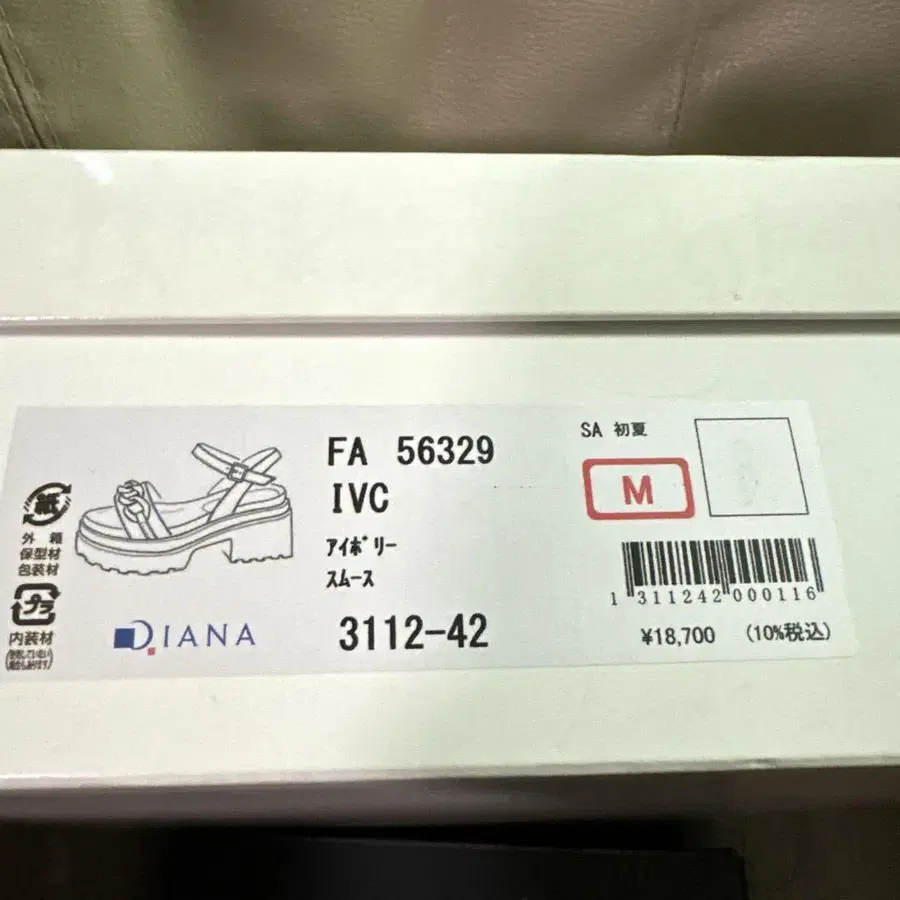 FA 56329
IVC
ｱｲﾎﾞﾘｰ
ｽﾑｰｽ
3112-42
SA 初夏
M
1 311242 000116
¥18,700 (10%税込)
紙
外 箱
保型材
包装材
プラ
内装材
DIANA